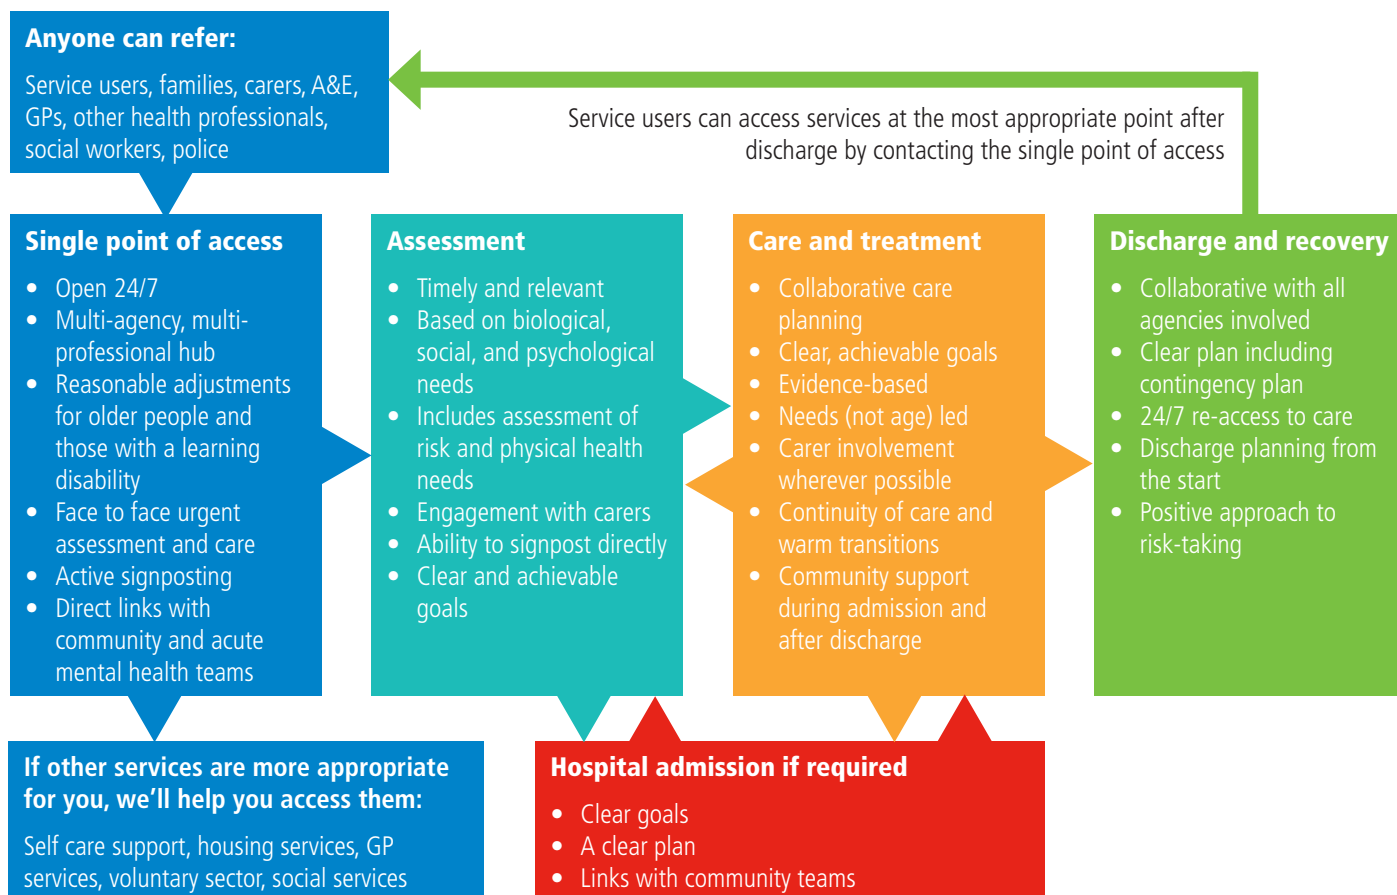 Anyone can refer:
Service users, families, carers, A&E,
GPs, other health professionals,
social workers, police
Service users can access services at the most appropriate point after
discharge by contacting the single point of access
Single point of access
• Open 24/7
• Multi-agency, multi-
professional hub
• Reasonable adjustments
for older people and
those with a learning
disability
• Face to face urgent
assessment and care
• Active signposting
• Direct links with
community and acute
mental health teams
Assessment
• Timely and relevant
• Based on biological,
social, and psychological
needs
• Includes assessment of
risk and physical health
needs
• Engagement with carers
• Ability to signpost directly
• Clear and achievable
goals
Care and treatment
• Collaborative care
planning
• Clear, achievable goals
• Evidence-based
• Needs (not age) led
• Carer involvement
wherever possible
• Continuity of care and
warm transitions
• Community support
during admission and
after discharge
Discharge and recovery
• Collaborative with all
agencies involved
• Clear plan including
contingency plan
• 24/7 re-access to care
• Discharge planning from
the start
• Positive approach to
risk-taking
If other services are more appropriate
for you, we’ll help you access them:
Self care support, housing services, GP
services, voluntary sector, social services
Hospital admission if required
• Clear goals
• A clear plan
• Links with community teams